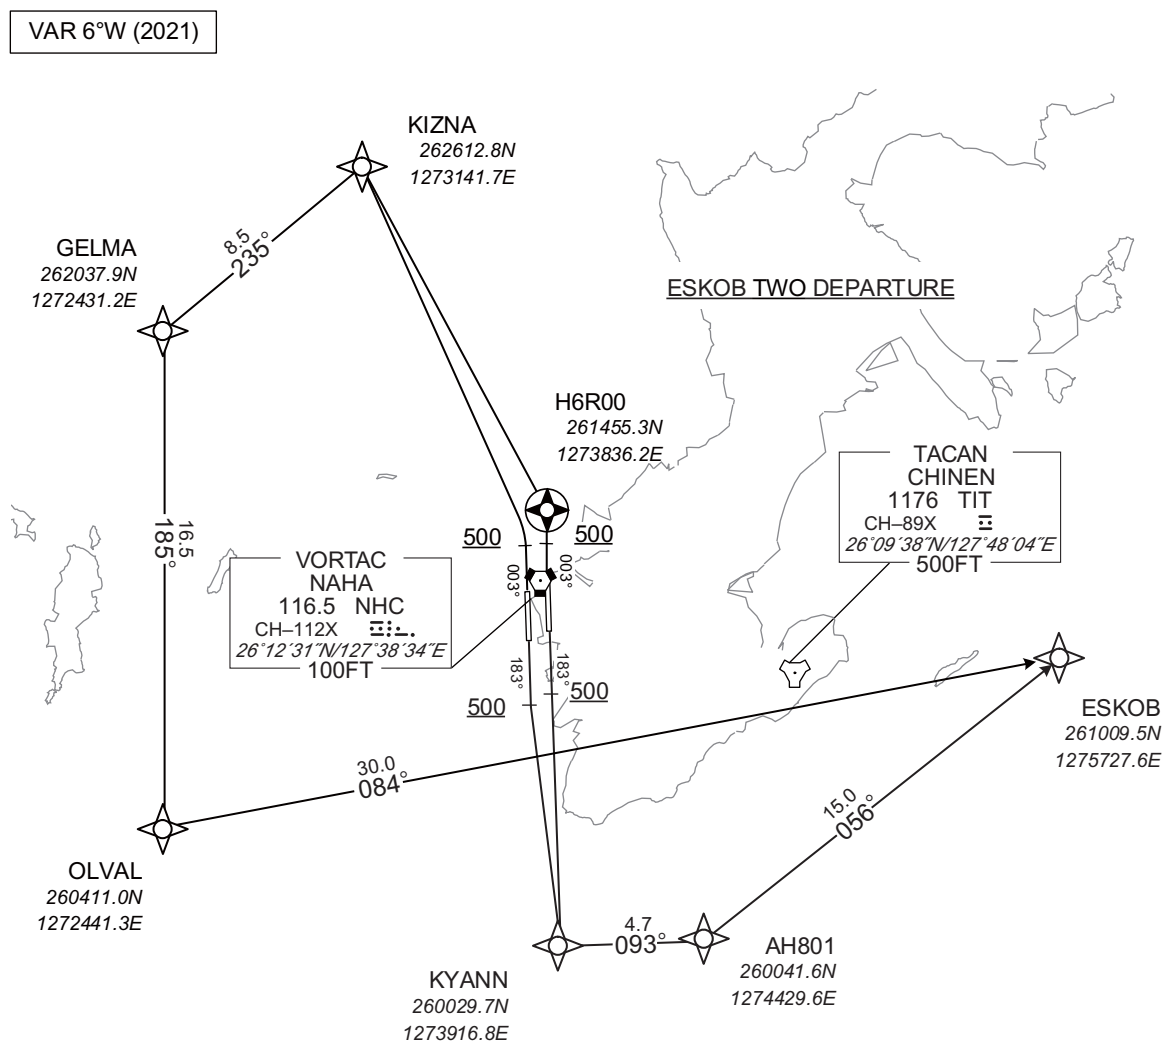 VAR 6°W (2021)
KIZNA
262612.8N
1273141.7E
8.5
235°
GELMA
262037.9N
1272431.2E
ESKOB TWO DEPARTURE
H6R00
261455.3N
1273836.2E
TACAN
CHINEN
1176 TIT
CH–89X
26°09´38˝N/127°48´04˝E
500FT
16.5
185°
500
500
003°
003°
VORTAC
NAHA
116.5 NHC
CH–112X
26°12´31˝N/127°38´34˝E
100FT
183°
183°
500
500
ESKOB
261009.5N
1275727.6E
30.0
084°
15.0
056°
OLVAL
260411.0N
1272441.3E
4.7
093°
KYANN
260029.7N
1273916.8E
AH801
260041.6N
1274429.6E